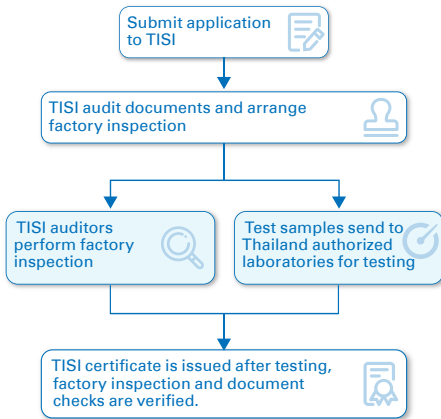 Submit application
to TISI
TISI audit documents and arrange
factory inspection
TISI auditors
perform factory
inspection
Test samples send to
Thailand authorized
laboratories for testing
TISI certificate is issued after testing,
factory inspection and document
checks are verified.